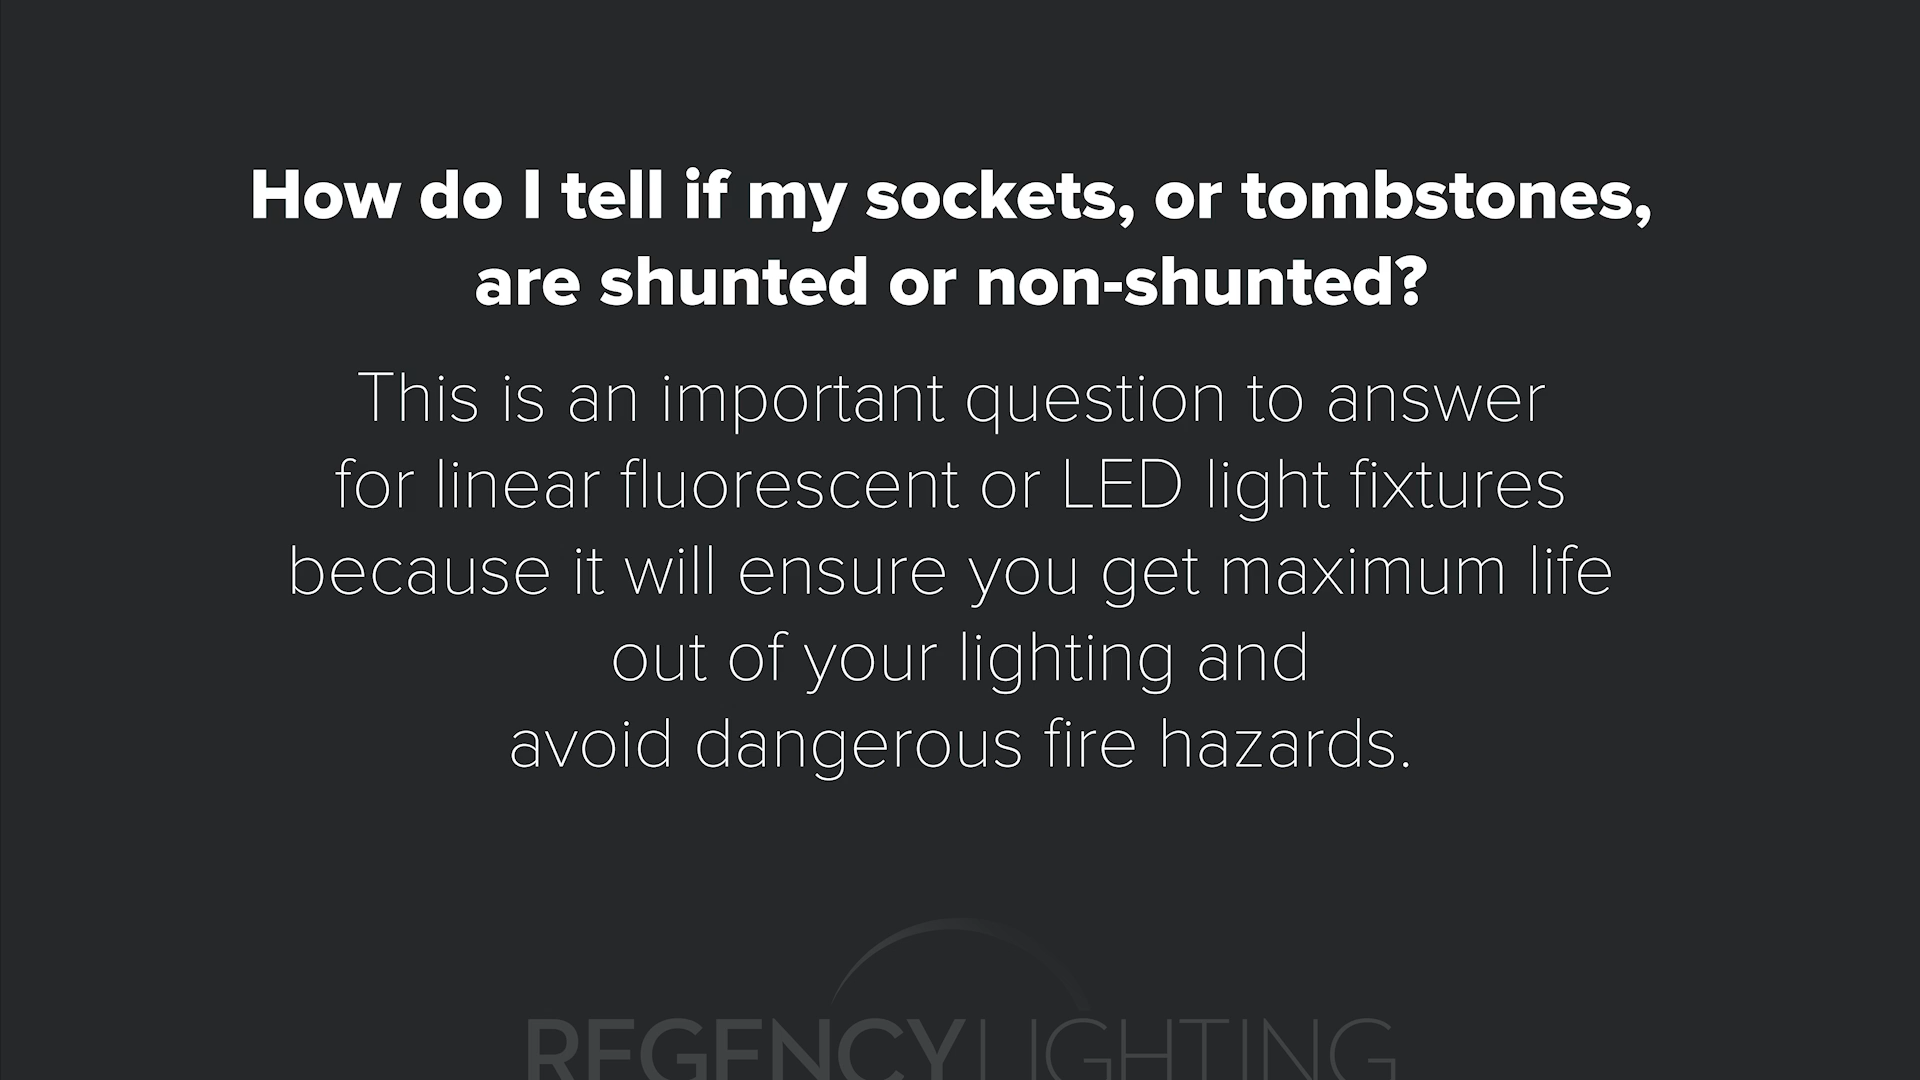 How do I tell if my sockets, or tombstones,
are shunted or non-shunted?
This is an important question to answer
for linear fluorescent or LED light fixtures
because it will ensure you get maximum life
out of your lighting and
avoid dangerous fire hazards.
REGENCY LIGHTING